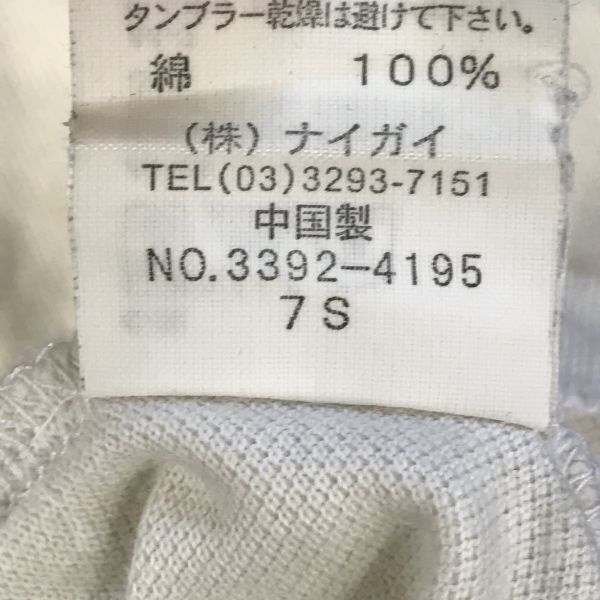 タンブラー乾燥は避けて下さい。
綿 100%
(株) ナイガイ
TEL(03)3293-7151
中国製
NO.3392-4195
7S